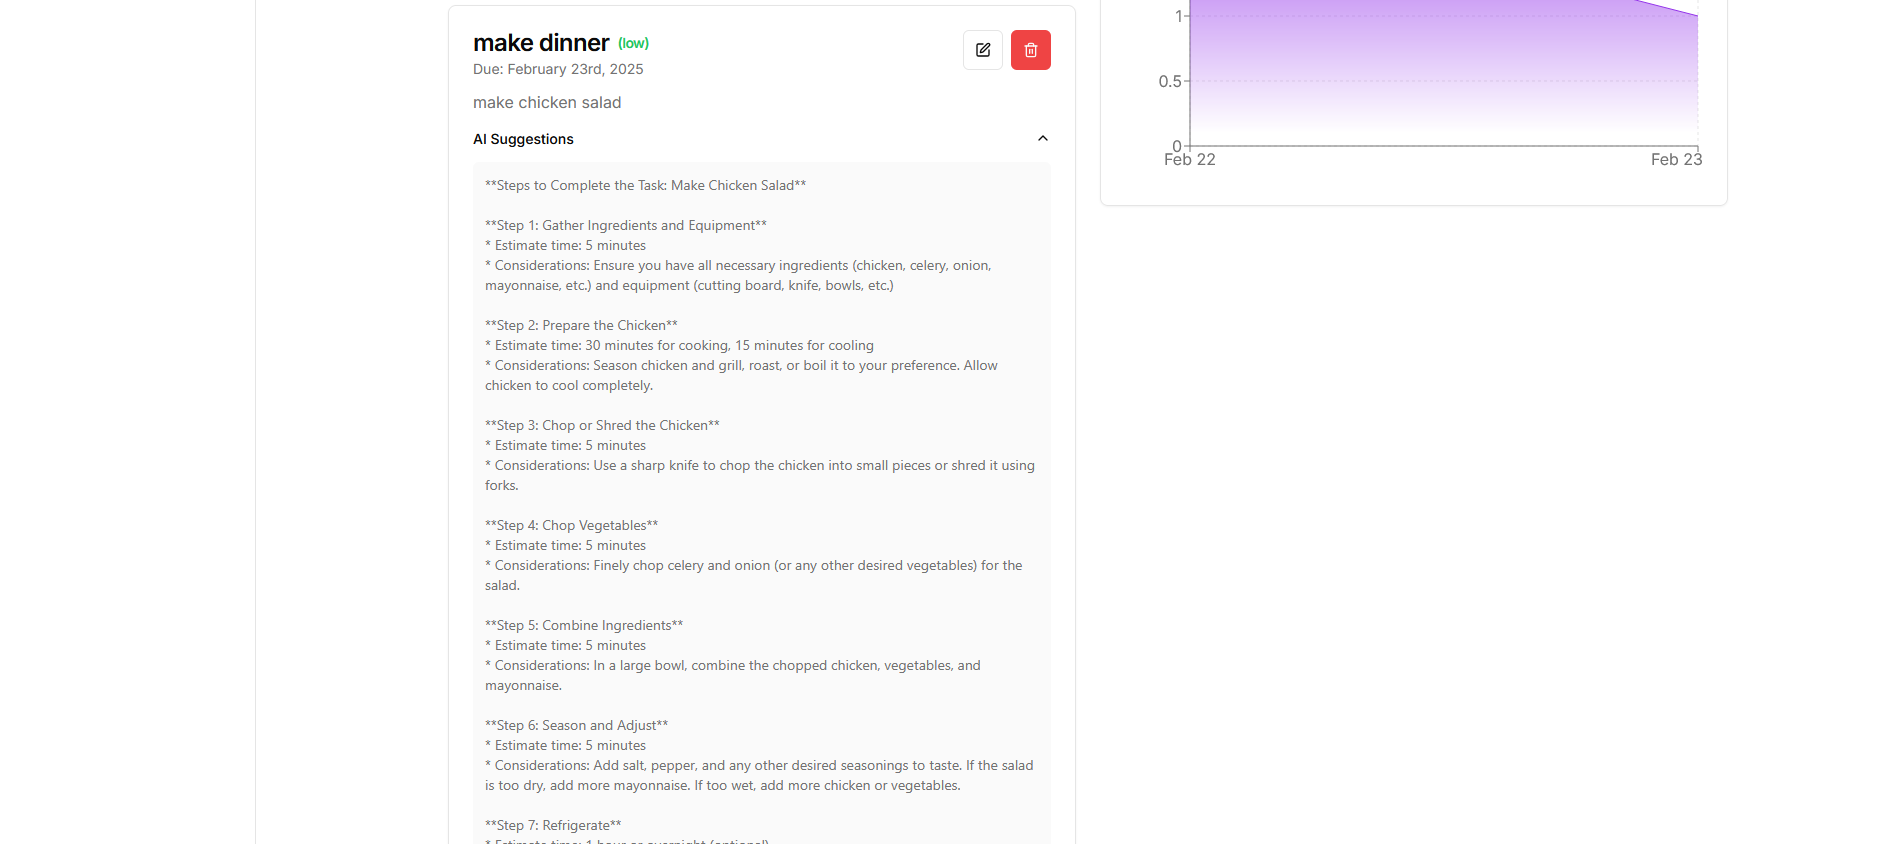 make dinner (low)
Due: February 23rd, 2025
make chicken salad
AI Suggestions
**Steps to Complete the Task: Make Chicken Salad**
**Step 1: Gather Ingredients and Equipment**
* Estimate time: 5 minutes
* Considerations: Ensure you have all necessary ingredients (chicken, celery, onion,
mayonnaise, etc.) and equipment (cutting board, knife, bowls, etc.)
**Step 2: Prepare the Chicken**
* Estimate time: 30 minutes for cooking, 15 minutes for cooling
* Considerations: Season chicken and grill, roast, or boil it to your preference. Allow
chicken to cool completely.
**Step 3: Chop or Shred the Chicken**
* Estimate time: 5 minutes
* Considerations: Use a sharp knife to chop the chicken into small pieces or shred it using
forks.
**Step 4: Chop Vegetables**
* Estimate time: 5 minutes
* Considerations: Finely chop celery and onion (or any other desired vegetables) for the
salad.
**Step 5: Combine Ingredients**
* Estimate time: 5 minutes
* Considerations: In a large bowl, combine the chopped chicken, vegetables, and
mayonnaise.
**Step 6: Season and Adjust**
* Estimate time: 5 minutes
* Considerations: Add salt, pepper, and any other desired seasonings to taste. If the salad
is too dry, add more mayonnaise. If too wet, add more chicken or vegetables.
**Step 7: Refrigerate**
* Estimate time: 1 hour or overnight (optional)
1
0.5
0
Feb 22
Feb 23